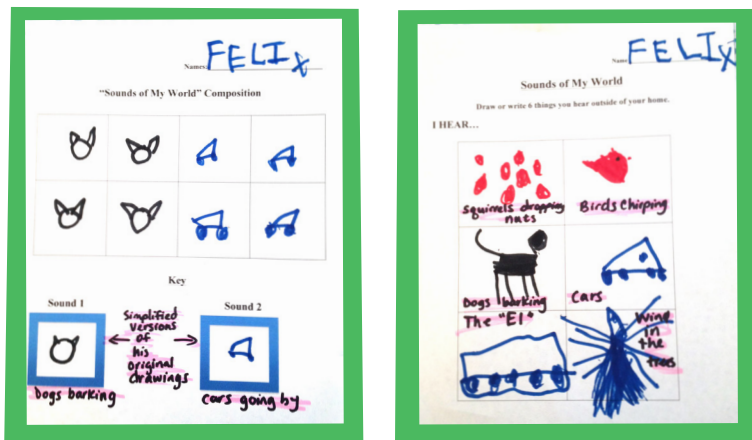 Names: FELIX
"Sounds of My World" Composition
Key
Sound 1
Sound 2
Simplified
versions
of
his
original
drawings
Dogs barking
Cars going by
Name FELIX
Sounds of My World
Draw or write 6 things you hear outside of your home.
I HEAR...
Squirrels dropping
nuts
Birds Chirping
Dogs barking
Cars
The "El"
Wind
in
the
trees